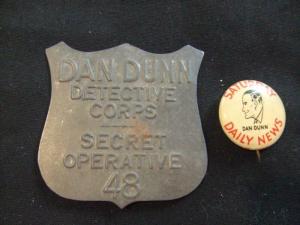 DAN DUNN
DETECTIVE
CORPS
SECRET
OPERATIVE
48
SATURDAY
DAN DUNN
DAILY NEWS